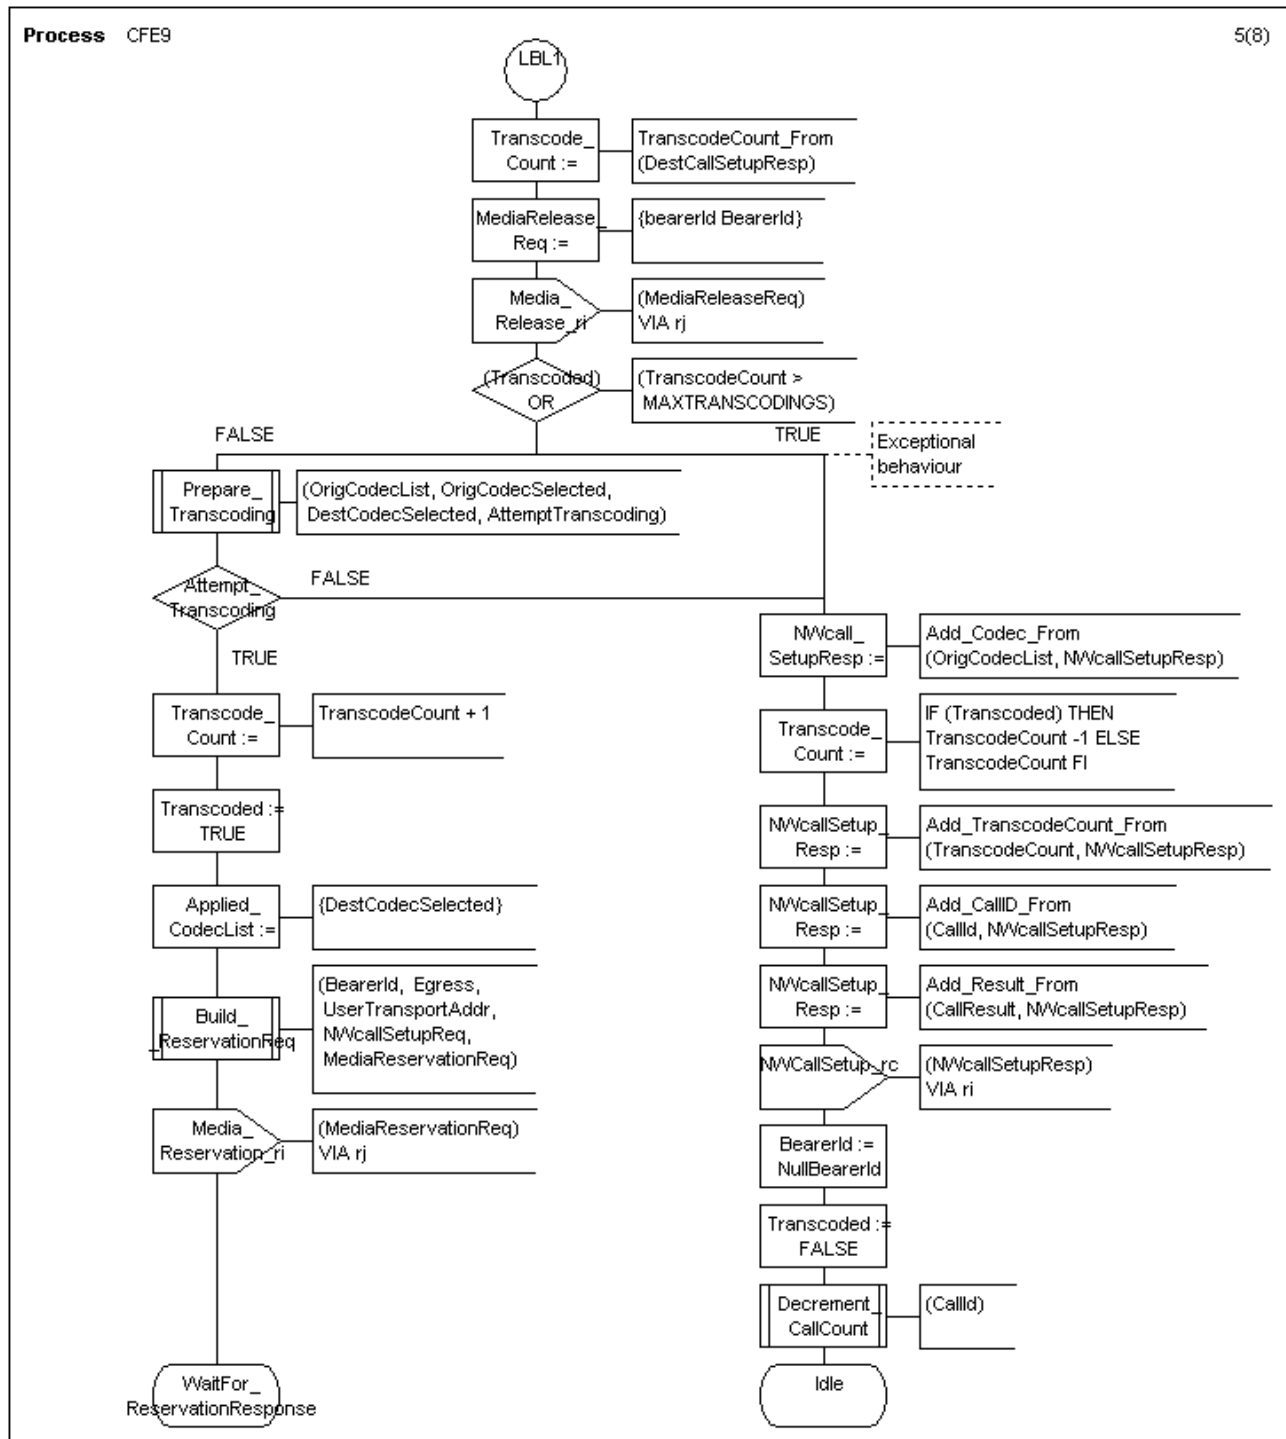 Process CFE9
5(8)
LBL1
Transcode_
Count :=
TranscodeCount_From
(DestCallSetupResp)
MediaRelease_
Req :=
{bearerId BearerId}
Media_
Release_ri
(MediaReleaseReq)
VIA rj
(Transcoded)
OR
(TranscodeCount >
MAXTRANSCODINGS)
FALSE
TRUE
Exceptional
behaviour
Prepare_
Transcoding
(OrigCodecList, OrigCodecSelected,
DestCodecSelected, AttemptTranscoding)
Attempt_
Transcoding
FALSE
TRUE
NWcall_
SetupResp :=
Add_Codec_From
(OrigCodecList, NWcallSetupResp)
Transcode_
Count :=
TranscodeCount + 1
Transcode_
Count :=
IF (Transcoded) THEN
TranscodeCount -1 ELSE
TranscodeCount FI
Transcoded :=
TRUE
NWcallSetup_
Resp :=
Add_TranscodeCount_From
(TranscodeCount, NWcallSetupResp)
Applied_
CodecList :=
{DestCodecSelected}
NWcallSetup_
Resp :=
Add_CallID_From
(CallId, NWcallSetupResp)
Build_
_ReservationReq
(BearerId, Egress,
UserTransportAddr,
NWcallSetupReq,
MediaReservationReq)
NWcallSetup_
Resp :=
Add_Result_From
(CallResult, NWcallSetupResp)
NWCallSetup_rc
(NWcallSetupResp)
VIA ri
Media_
Reservation_ri
(MediaReservationReq)
VIA rj
BearerId :=
NullBearerId
Transcoded :=
FALSE
Decrement_
CallCount
(CallId)
WaitFor_
ReservationResponse
Idle